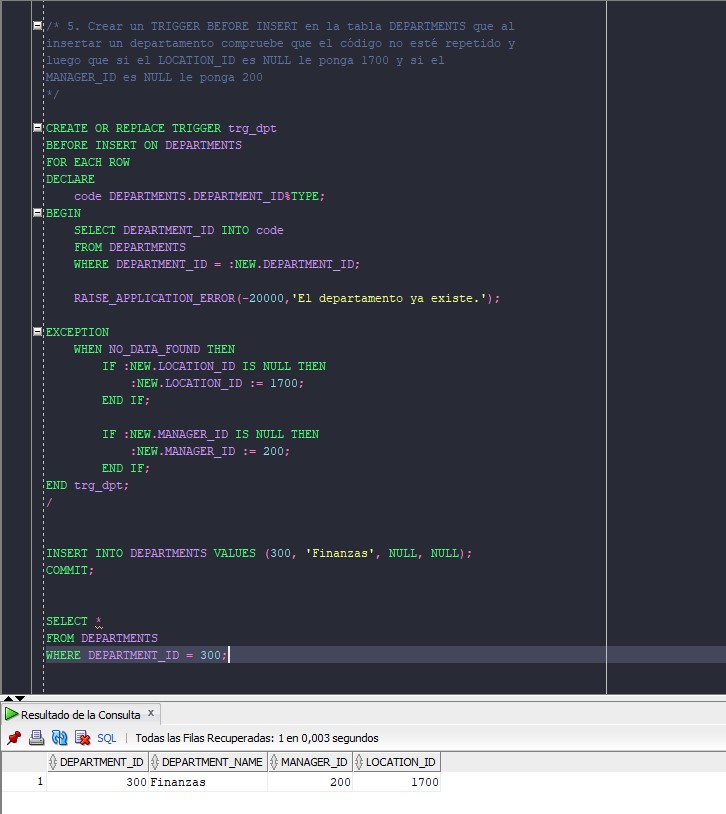 /* 5. Crear un TRIGGER BEFORE INSERT en la tabla DEPARTMENTS que al
insertar un departamento compruebe que el código no esté repetido y
luego que si el LOCATION_ID es NULL le ponga 1700 y si el
MANAGER_ID es NULL le ponga 200
*/
CREATE OR REPLACE TRIGGER trg_dpt
BEFORE INSERT ON DEPARTMENTS
FOR EACH ROW
DECLARE
code DEPARTMENTS.DEPARTMENT_ID%TYPE;
BEGIN
SELECT DEPARTMENT_ID INTO code
FROM DEPARTMENTS
WHERE DEPARTMENT_ID = :NEW.DEPARTMENT_ID;
RAISE_APPLICATION_ERROR(-20000,'El departamento ya existe.');
EXCEPTION
WHEN NO_DATA_FOUND THEN
IF :NEW.LOCATION_ID IS NULL THEN
:NEW.LOCATION_ID := 1700;
END IF;
IF :NEW.MANAGER_ID IS NULL THEN
:NEW.MANAGER_ID := 200;
END IF;
END trg_dpt;
/
INSERT INTO DEPARTMENTS VALUES (300, 'Finanzas', NULL, NULL);
COMMIT;
SELECT *
FROM DEPARTMENTS
WHERE DEPARTMENT_ID = 300;
Resultado de la Consulta x
SQL | Todas las Filas Recuperadas: 1 en 0,003 segundos
DEPARTMENT_ID DEPARTMENT_NAME MANAGER_ID LOCATION_ID
1 300 Finanzas 200 1700